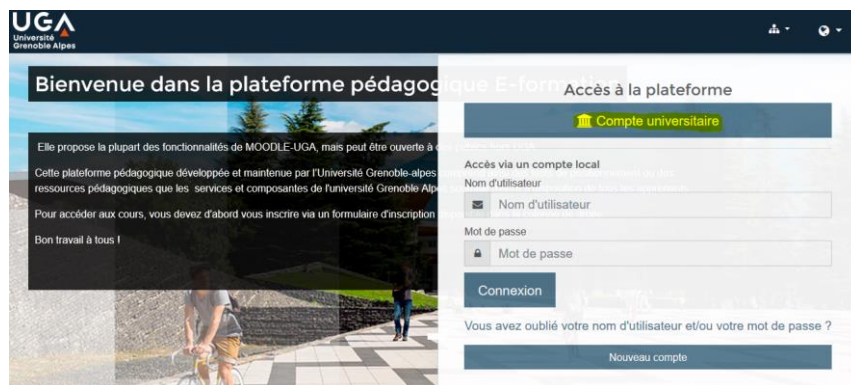 UGA
Université
Grenoble Alpes
Bienvenue dans la plateforme pédagogique E-formation
Elle propose la plupart des fonctionnalités de MOODLE-UGA, mais peut être ouverte à
Cette plateforme pédagogique développée et maintenue par l'Université Grenoble-alpes
ressources pédagogiques que les services et composantes de l'université Grenoble Alpes
Pour accéder aux cours, vous devez d'abord vous inscrire via un formulaire d'inscription
Bon travail à tous !
Accès à la plateforme
Compte universitaire
Accès via un compte local
Nom d'utilisateur
Nom d'utilisateur
Mot de passe
Mot de passe
Connexion
Vous avez oublié votre nom d'utilisateur et/ou votre mot de passe ?
Nouveau compte